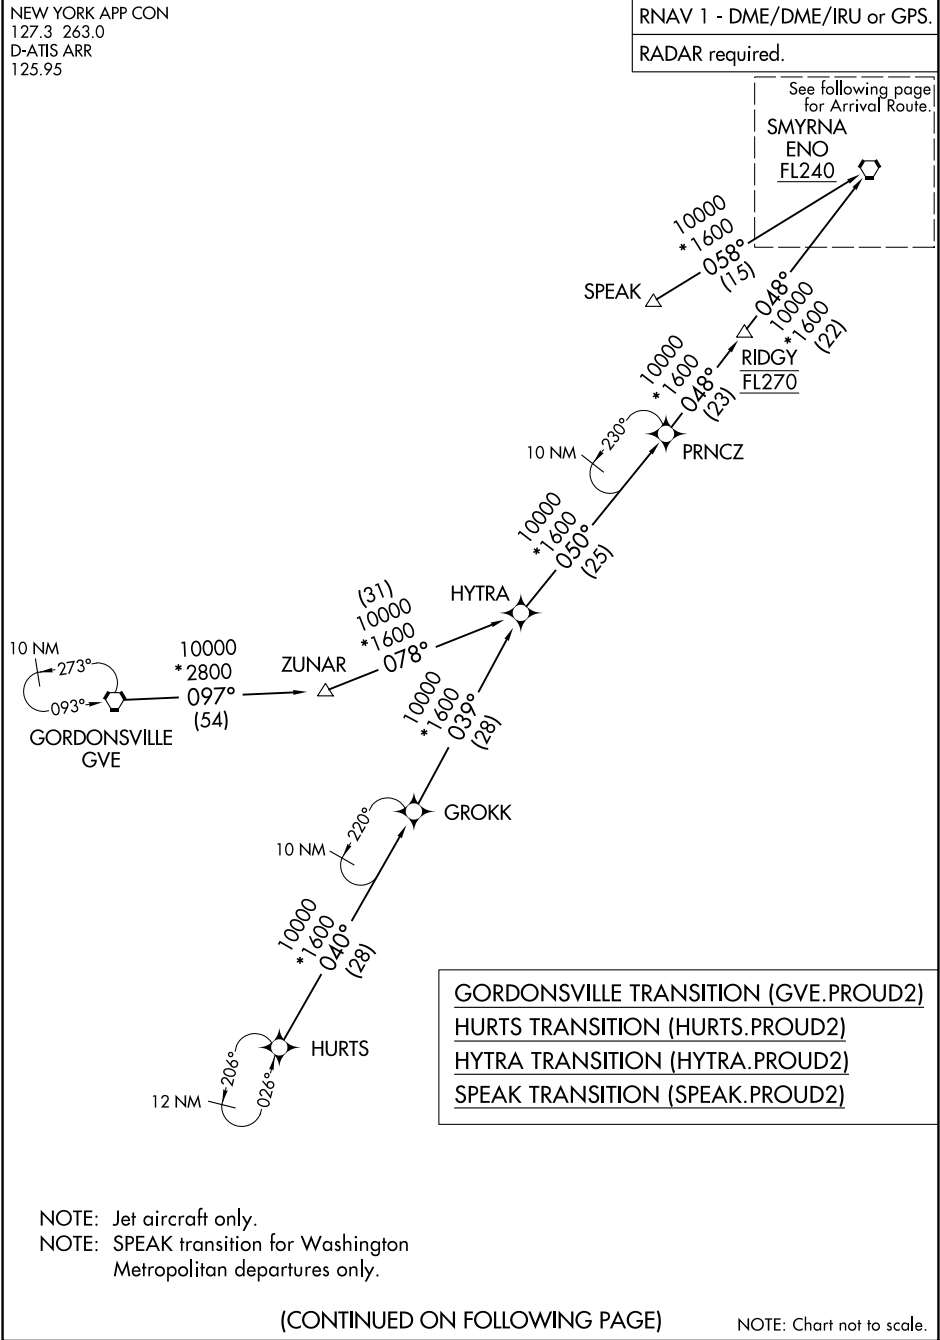 NEW YORK APP CON
127.3 263.0
D-ATIS ARR
125.95
RNAV 1 - DME/DME/IRU or GPS.
RADAR required.
See following page
for Arrival Route.
SMYRNA
ENO
FL240
10000
*1600
058°
(15)
SPEAK
048°
10000
*1600
(22)
RIDGY
FL270
10000
*1600
048°
(23)
230°
10 NM
PRNCZ
10000
*1600
050°
(25)
HYTRA
(31)
10000
*1600
078°
ZUNAR
10000
*2800
097°
(54)
10 NM
273°
093°
GORDONSVILLE
GVE
10000
*1600
039°
(28)
GROKK
220°
10 NM
10000
*1600
040°
(28)
HURTS
206°
026°
12 NM
GORDONSVILLE TRANSITION (GVE.PROUD2)
HURTS TRANSITION (HURTS.PROUD2)
HYTRA TRANSITION (HYTRA.PROUD2)
SPEAK TRANSITION (SPEAK.PROUD2)
NOTE: Jet aircraft only.
NOTE: SPEAK transition for Washington
Metropolitan departures only.
(CONTINUED ON FOLLOWING PAGE)
NOTE: Chart not to scale.